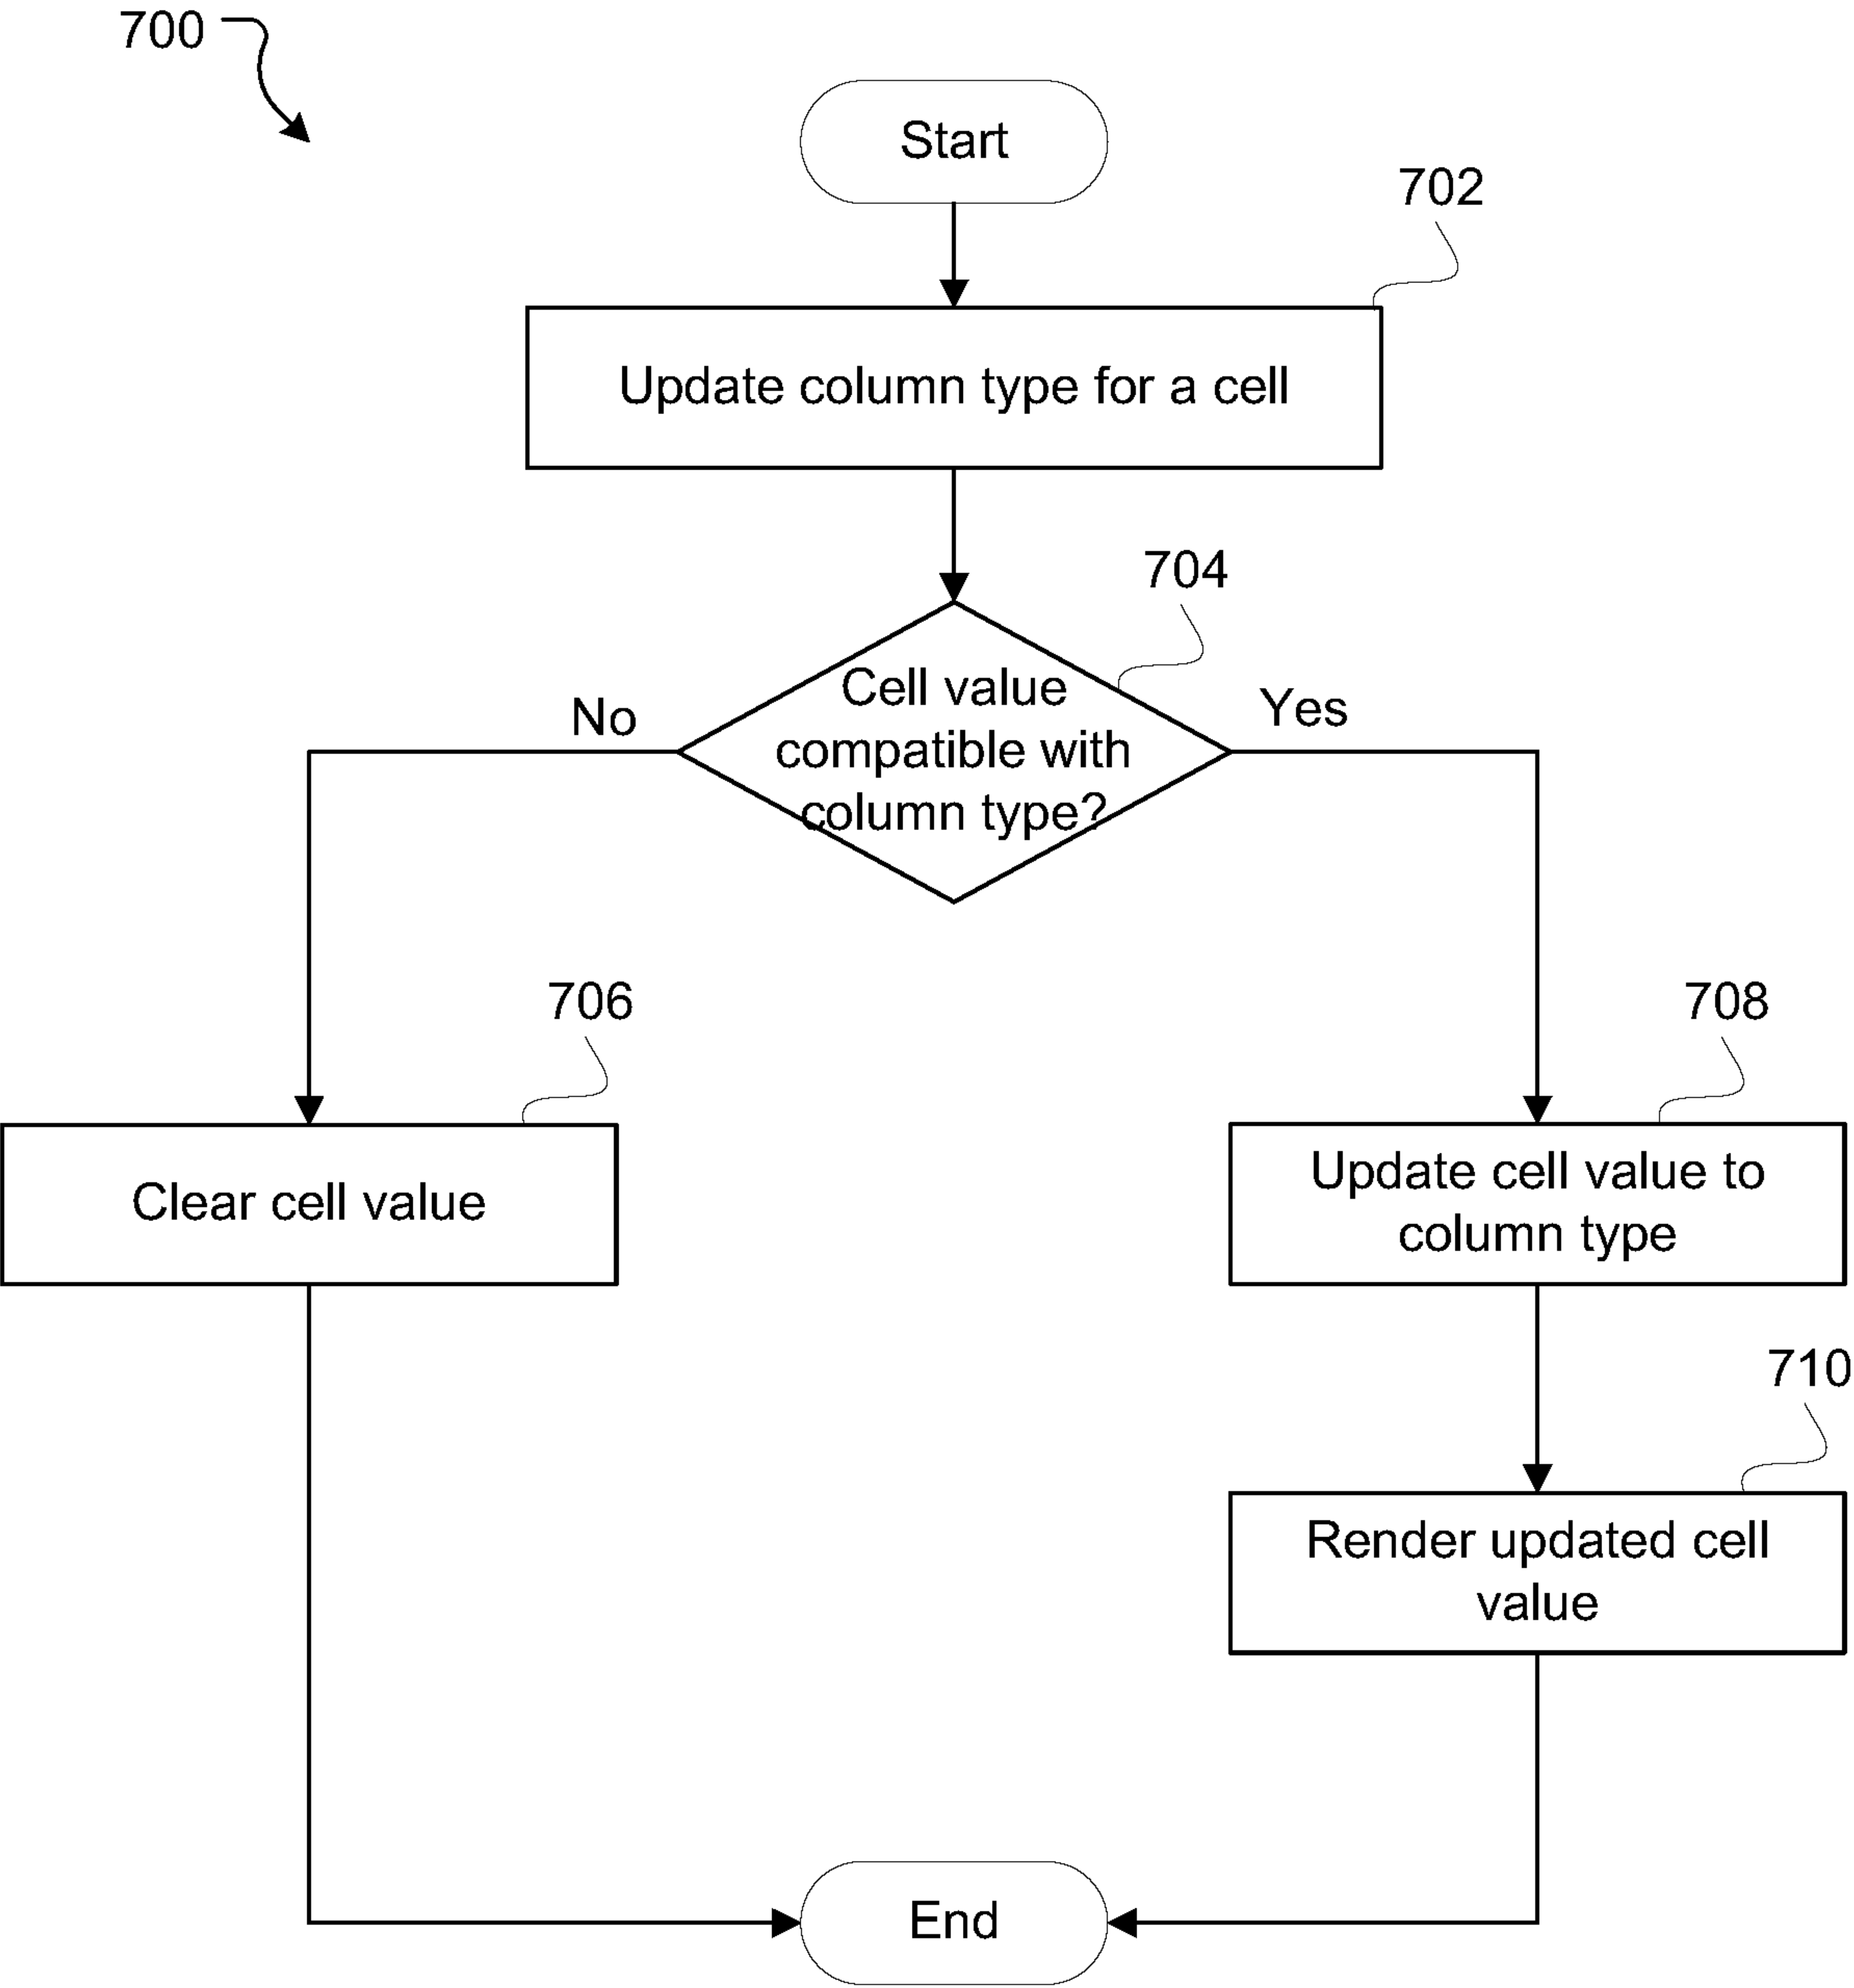 700
Start
702
Update column type for a cell
704
Cell value
compatible with
column type?
No
Yes
706
Clear cell value
708
Update cell value to
column type
710
Render updated cell
value
End